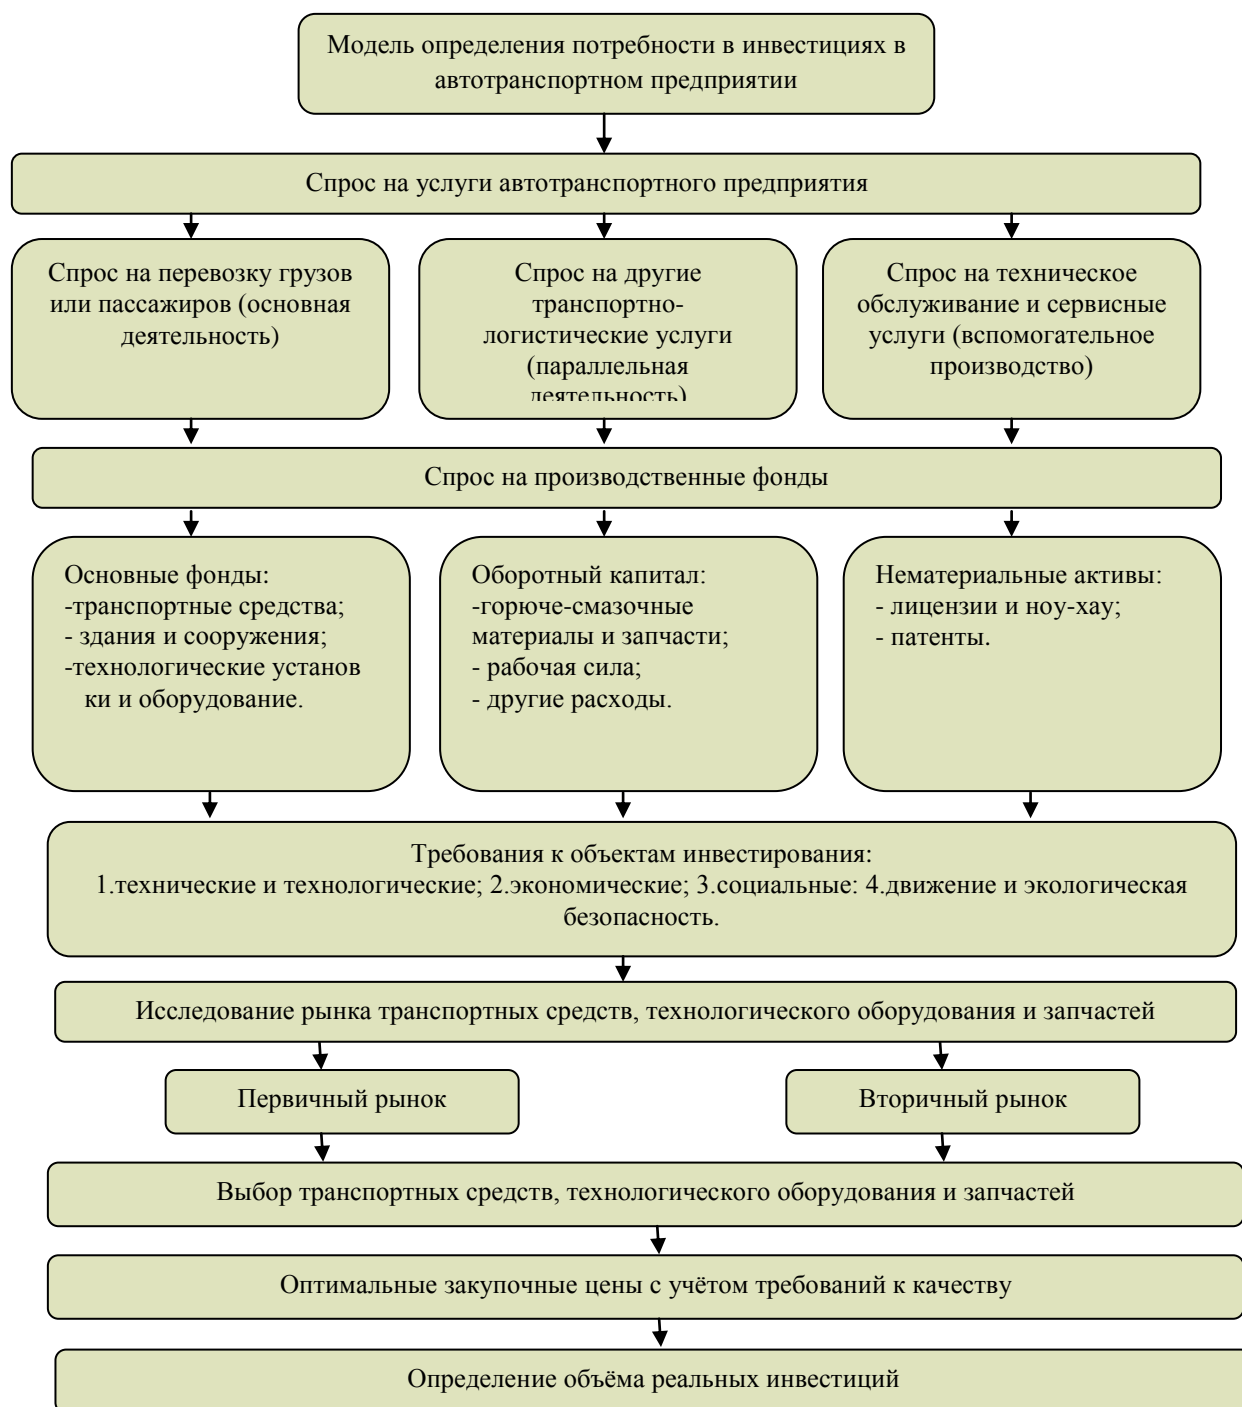 Модель определения потребности в инвестициях в
автотранспортном предприятии
Спрос на услуги автотранспортного предприятия
Спрос на перевозку грузов
или пассажиров (основная
деятельность)
Спрос на другие
транспортно-
логистические услуги
(параллельная
деятельность)
Спрос на техническое
обслуживание и сервисные
услуги (вспомогательное
производство)
Спрос на производственные фонды
Основные фонды:
-транспортные средства;
- здания и сооружения;
-технологические установ
ки и оборудование.
Оборотный капитал:
-горюче-смазочные
материалы и запчасти;
- рабочая сила;
- другие расходы.
Нематериальные активы:
- лицензии и ноу-хау;
- патенты.
Требования к объектам инвестирования:
1.технические и технологические; 2.экономические; 3.социальные: 4.движение и экологическая
безопасность.
Исследование рынка транспортных средств, технологического оборудования и запчастей
Первичный рынок
Вторичный рынок
Выбор транспортных средств, технологического оборудования и запчастей
Оптимальные закупочные цены с учётом требований к качеству
Определение объёма реальных инвестиций